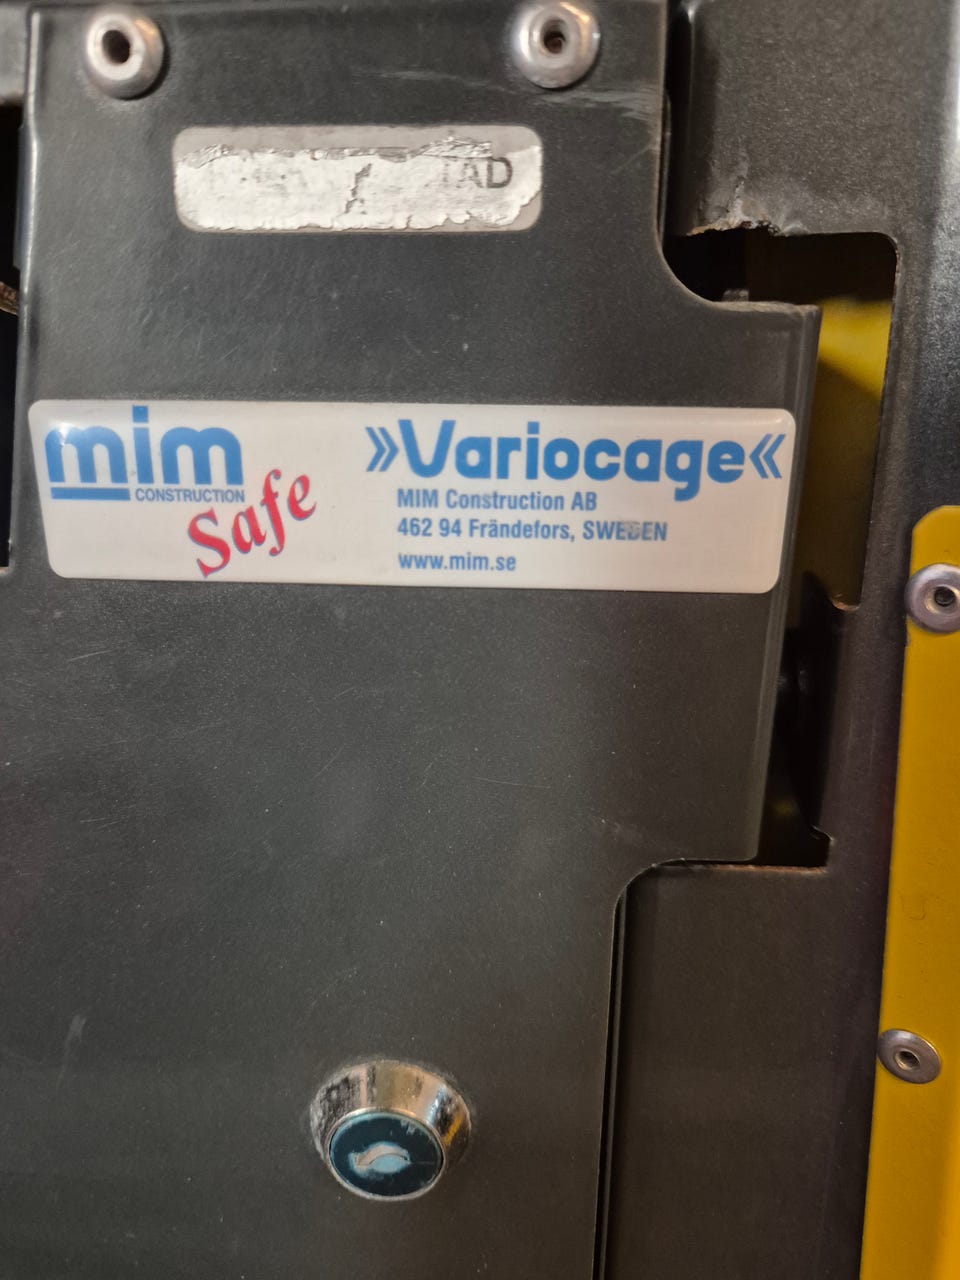 mim
CONSTRUCTION
Safe
»Variocage«
MIM Construction AB
462 94 Frändefors, SWEDEN
www.mim.se